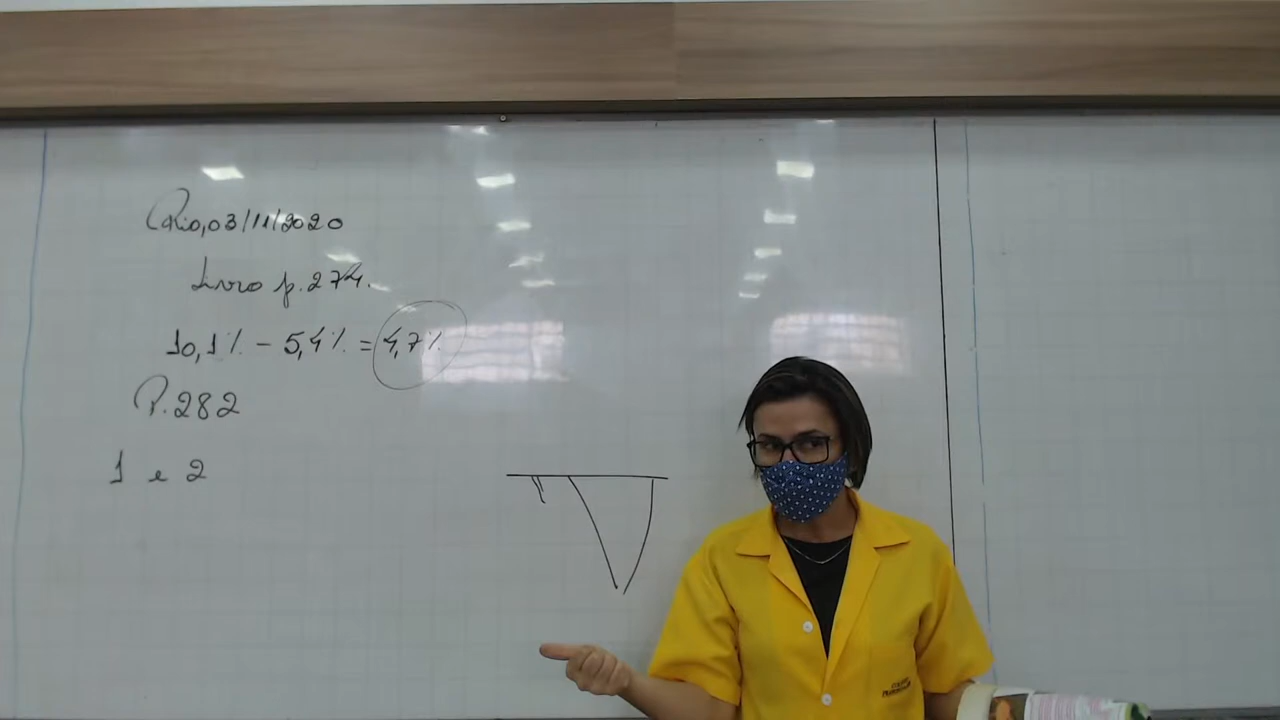 Rio, 03/11/2020
Livro p. 274.
10,1% - 5,4% = 4,7%
P. 282
1 e 2